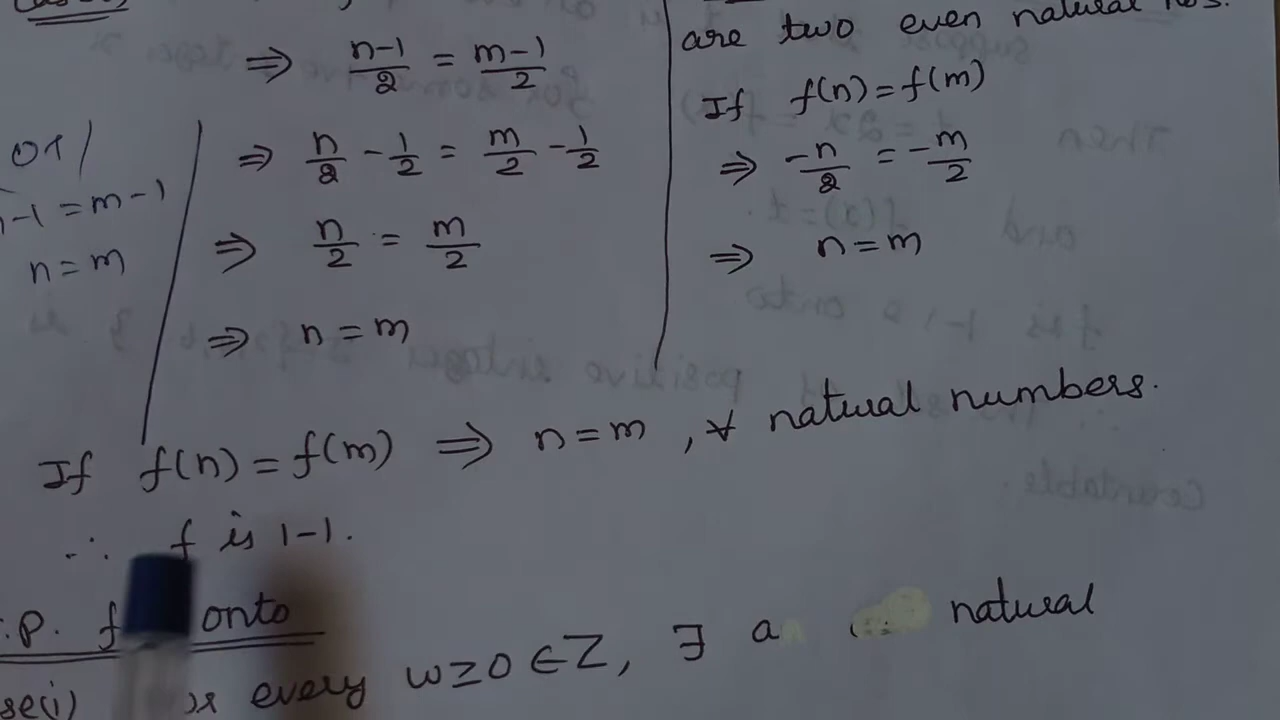 ⇒ n-1/2 = m-1/2
or/
n-1 = m-1
n = m
⇒ n/2 - 1/2 = m/2 - 1/2
⇒ n/2 = m/2
⇒ n = m
are two even natural nos.
If f(n) = f(m)
⇒ -n/2 = -m/2
⇒ n = m
If f(n) = f(m) ⇒ n = m , ∀ natural numbers.
∴ f is 1-1.
.P. f onto
se(i) every w ≥ 0 ∈ Z, ∃ a natural